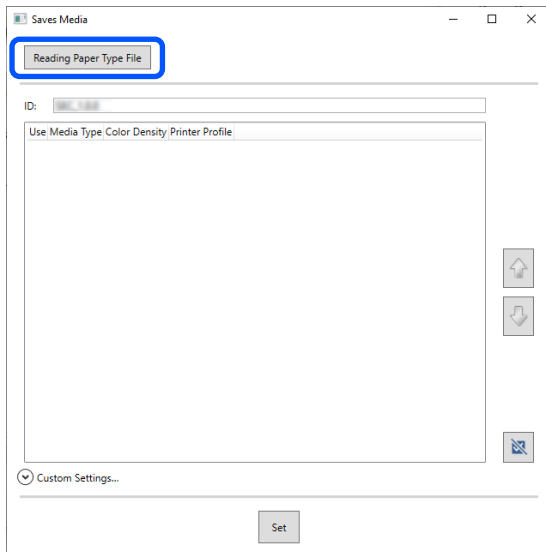 Saves Media
Reading Paper Type File
ID:
Use Media Type Color Density Printer Profile
Custom Settings...
Set